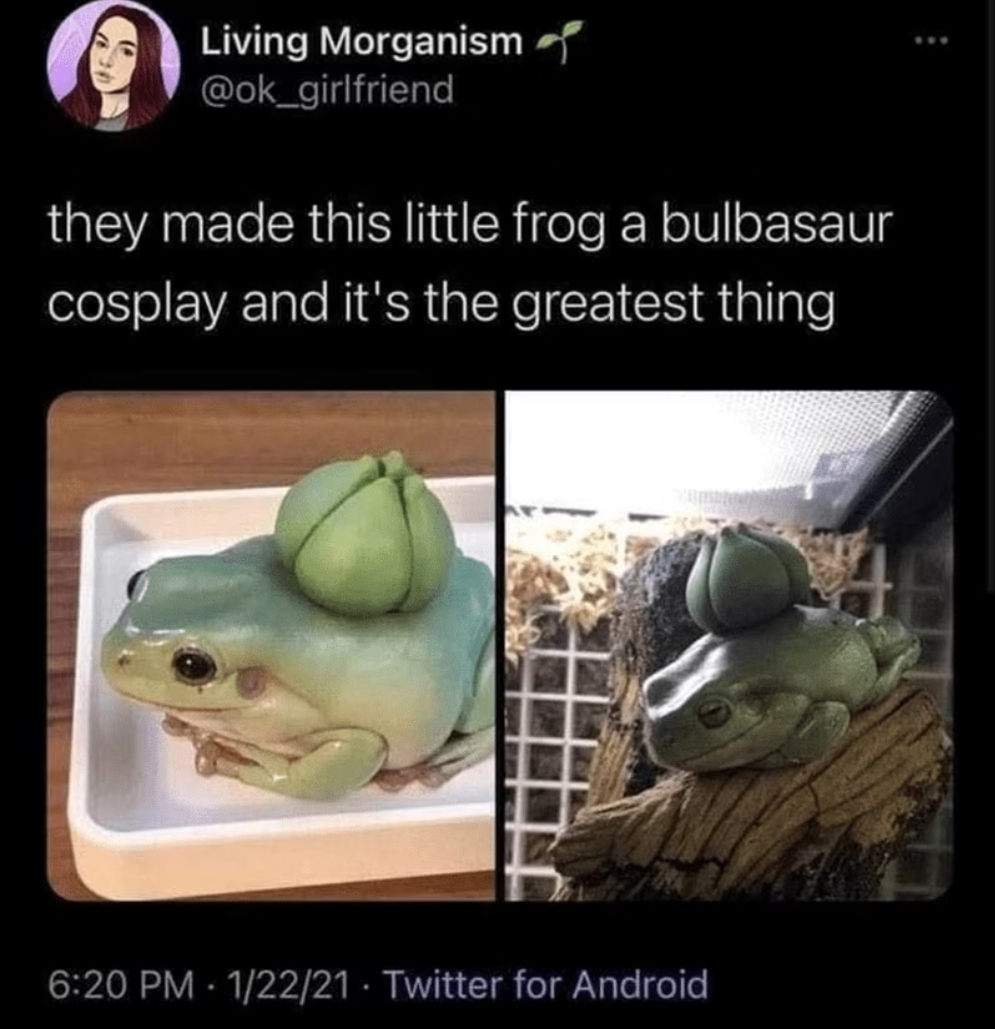 Living Morganism 🌱
@ok_girlfriend
they made this little frog a bulbasaur
cosplay and it's the greatest thing
6:20 PM · 1/22/21 · Twitter for Android